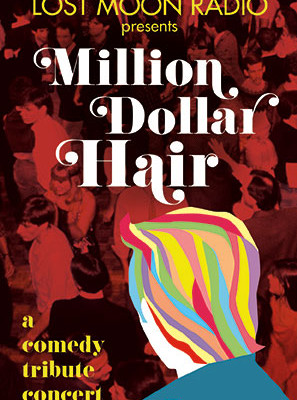 LOST MOON RADIO
presents
Million
Dollar
Hair
a
comedy
tribute
concert